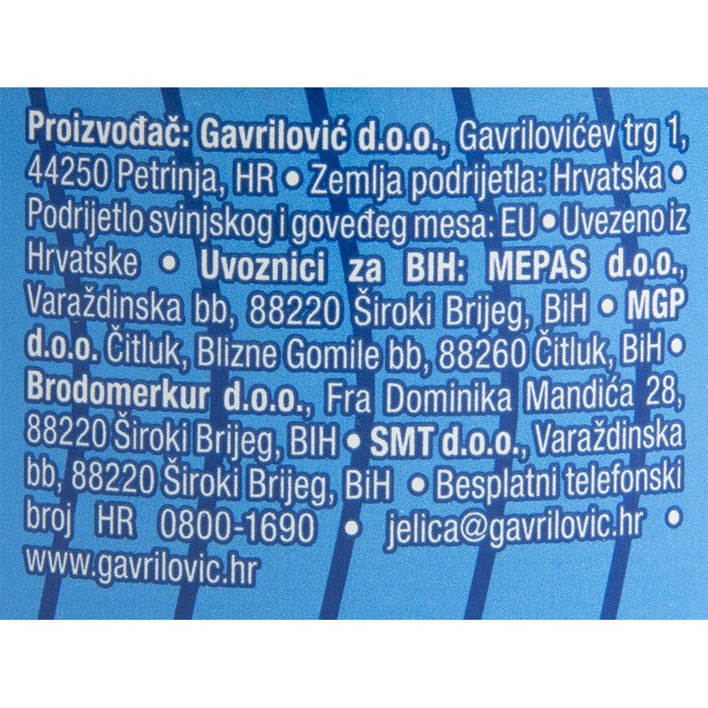 Proizvođač: Gavrilović d.o.o., Gavrilovićev trg 1,
44250 Petrinja, HR • Zemlja podrijetla: Hrvatska •
Podrijetlo svinjskog i goveđeg mesa: EU • Uvezeno iz
Hrvatske • Uvoznici za BIH: MEPAS d.o.o.,
Varaždinska bb, 88220 Široki Brijeg, BiH • MGP
d.o.o. Čitluk, Blizne Gomile bb, 88260 Čitluk, BiH •
Brodomerkur d.o.o., Fra Dominika Mandića 28,
88220 Široki Brijeg, BIH • SMT d.o.o., Varaždinska
bb, 88220 Široki Brijeg, BiH • Besplatni telefonski
broj HR 0800-1690 • jelica@gavrilovic.hr •
www.gavrilovic.hr